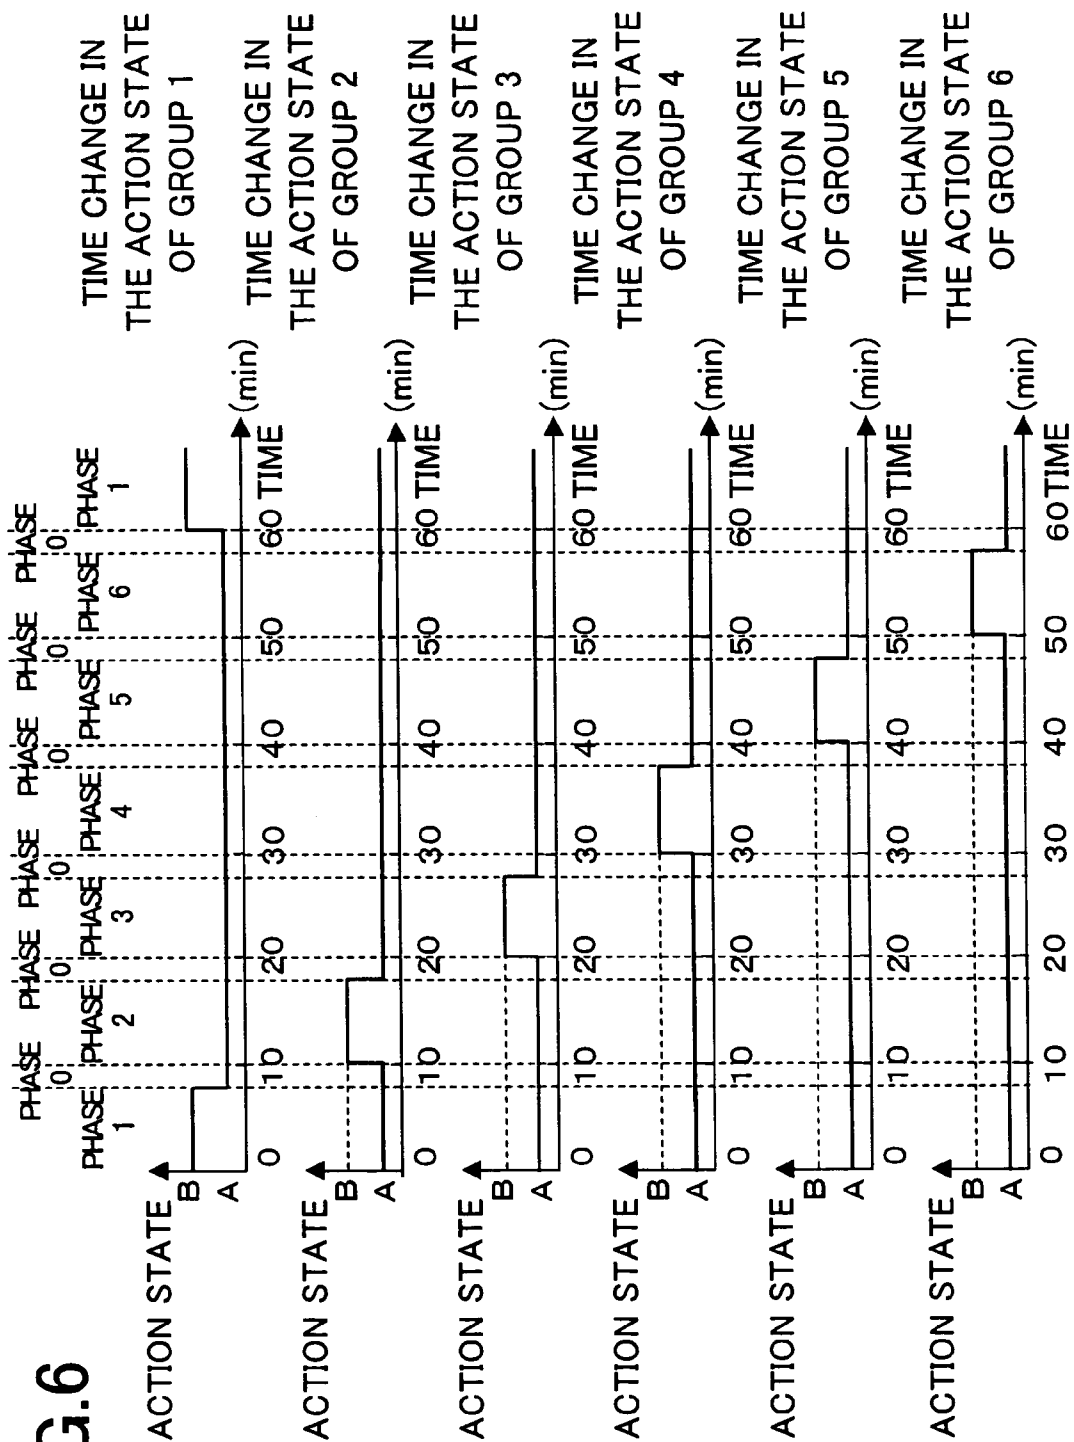 G.6
PHASE PHASE PHASE PHASE PHASE PHASE
0 0 0 0 0 0
PHASE PHASE PHASE PHASE PHASE PHASE PHASE
1 2 3 4 5 6 1
ACTION STATE
B
A
0 10 20 30 40 50 60 TIME (min)
TIME CHANGE IN
THE ACTION STATE
OF GROUP 1
ACTION STATE
B
A
0 10 20 30 40 50 60 TIME (min)
TIME CHANGE IN
THE ACTION STATE
OF GROUP 2
ACTION STATE
B
A
0 10 20 30 40 50 60 TIME (min)
TIME CHANGE IN
THE ACTION STATE
OF GROUP 3
ACTION STATE
B
A
0 10 20 30 40 50 60 TIME (min)
TIME CHANGE IN
THE ACTION STATE
OF GROUP 4
ACTION STATE
B
A
0 10 20 30 40 50 60 TIME (min)
TIME CHANGE IN
THE ACTION STATE
OF GROUP 5
ACTION STATE
B
A
0 10 20 30 40 50 60 TIME (min)
TIME CHANGE IN
THE ACTION STATE
OF GROUP 6